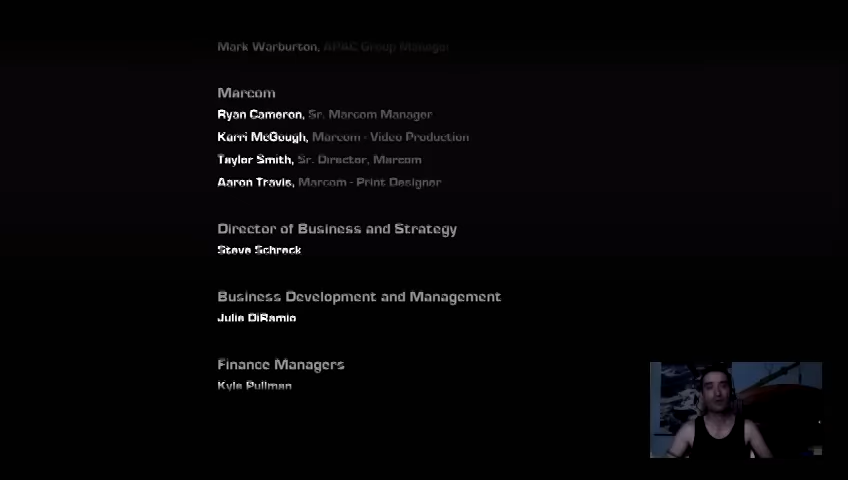 Mark Warburton, APAC Group Manager
Marcom
Ryan Cameron, Sr. Marcom Manager
Karri McGough, Marcom - Video Production
Taylor Smith, Sr. Director, Marcom
Aaron Travis, Marcom - Print Designer
Director of Business and Strategy
Steve Schreck
Business Development and Management
Julie DiRamio
Finance Managers
Kyle Pullman